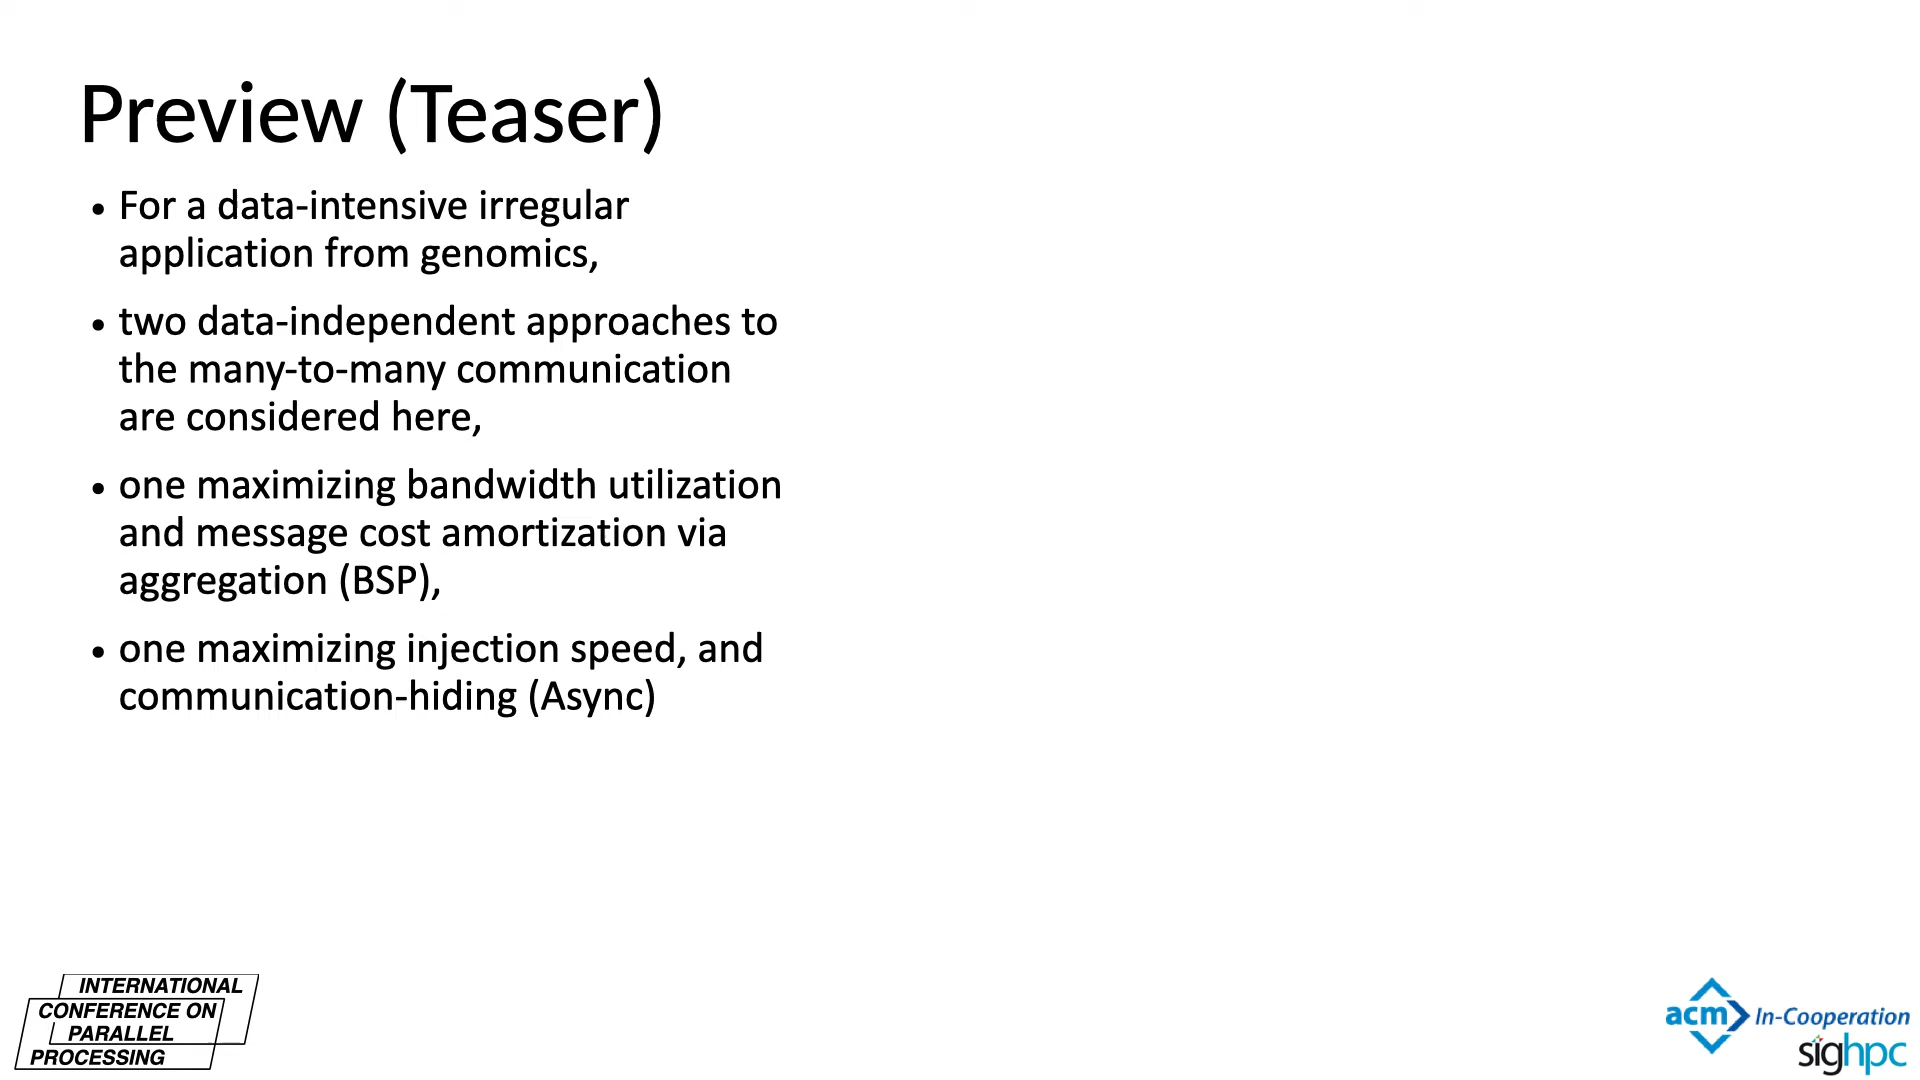 Preview (Teaser)
• For a data-intensive irregular
application from genomics,
• two data-independent approaches to
the many-to-many communication
are considered here,
• one maximizing bandwidth utilization
and message cost amortization via
aggregation (BSP),
• one maximizing injection speed, and
communication-hiding (Async)
INTERNATIONAL
CONFERENCE ON
PARALLEL
PROCESSING
acm In-Cooperation
sighpc